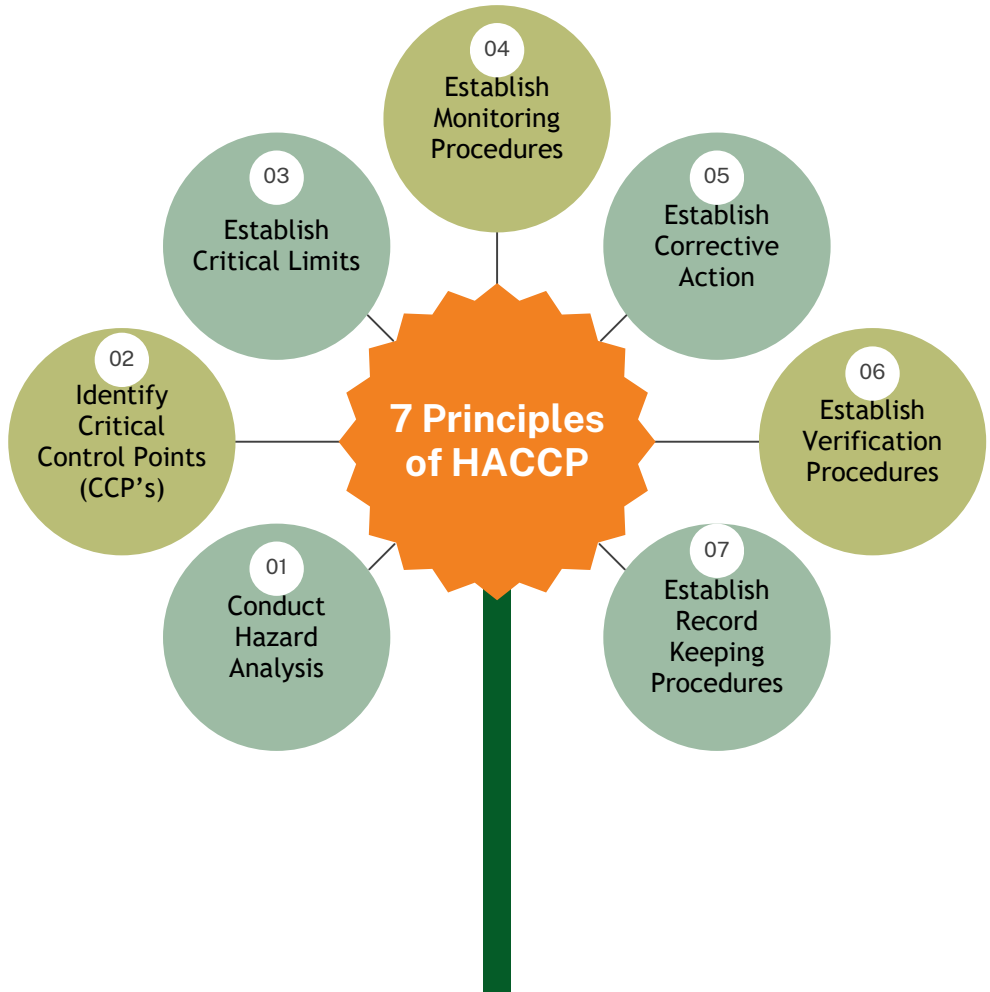 04
Establish
Monitoring
Procedures
03
Establish
Critical Limits
05
Establish
Corrective
Action
02
Identify
Critical
Control Points
(CCP’s)
7 Principles
of HACCP
06
Establish
Verification
Procedures
01
Conduct
Hazard
Analysis
07
Establish
Record
Keeping
Procedures